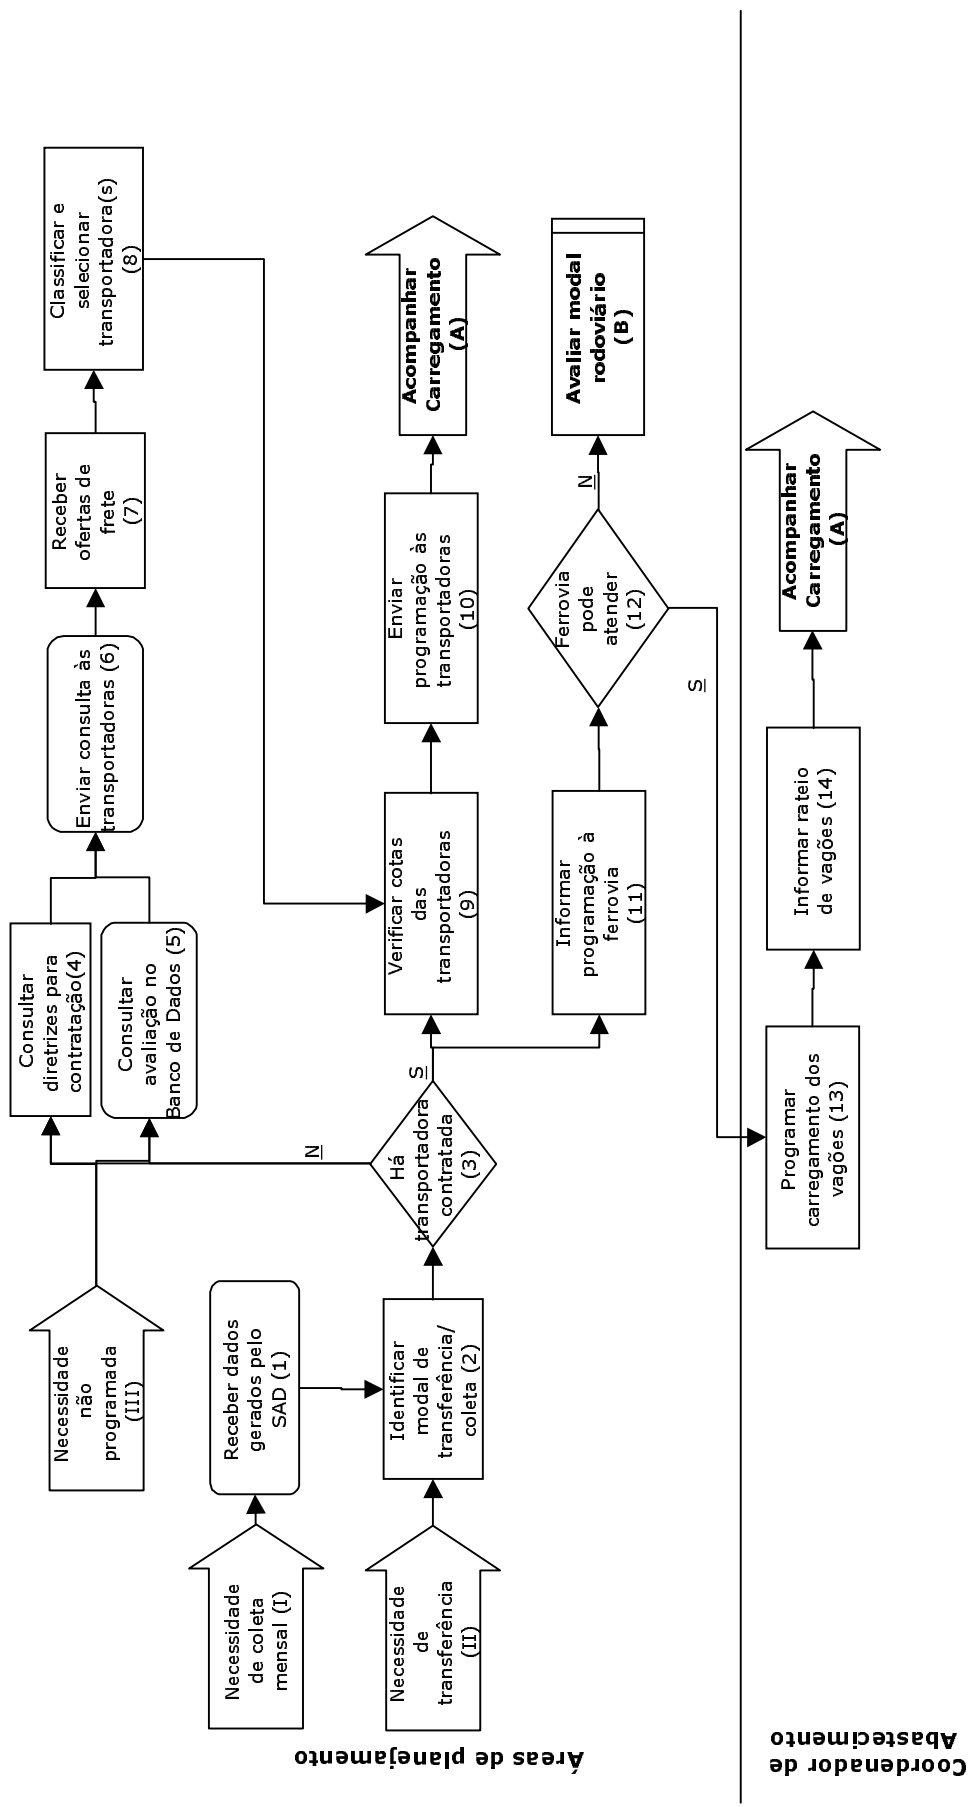 Áreas de planejamento
Necessidade
não
programada
(III)
Consultar
diretrizes para
contratação(4)
Consultar
avaliação no
Banco de Dados (5)
Enviar consulta às
transportadoras (6)
Receber
ofertas de
frete
(7)
Classificar e
selecionar
transportadora(s)
(8)
Necessidade
de coleta
mensal (I)
Receber dados
gerados pelo
SAD (1)
N
Necessidade
de
transferência
(II)
Identificar
modal de
transferência/
coleta (2)
Há
transportadora
contratada
(3)
S
Verificar cotas
das
transportadoras
(9)
Enviar
programação às
transportadoras
(10)
Acompanhar
Carregamento
(A)
Informar
programação à
ferrovia
(11)
Ferrovia
pode
atender
(12)
N
Avaliar modal
rodoviário
(B)
S
Coordenador de
Abastecimento
Programar
carregamento dos
vagões (13)
Informar rateio
de vagões (14)
Acompanhar
Carregamento
(A)